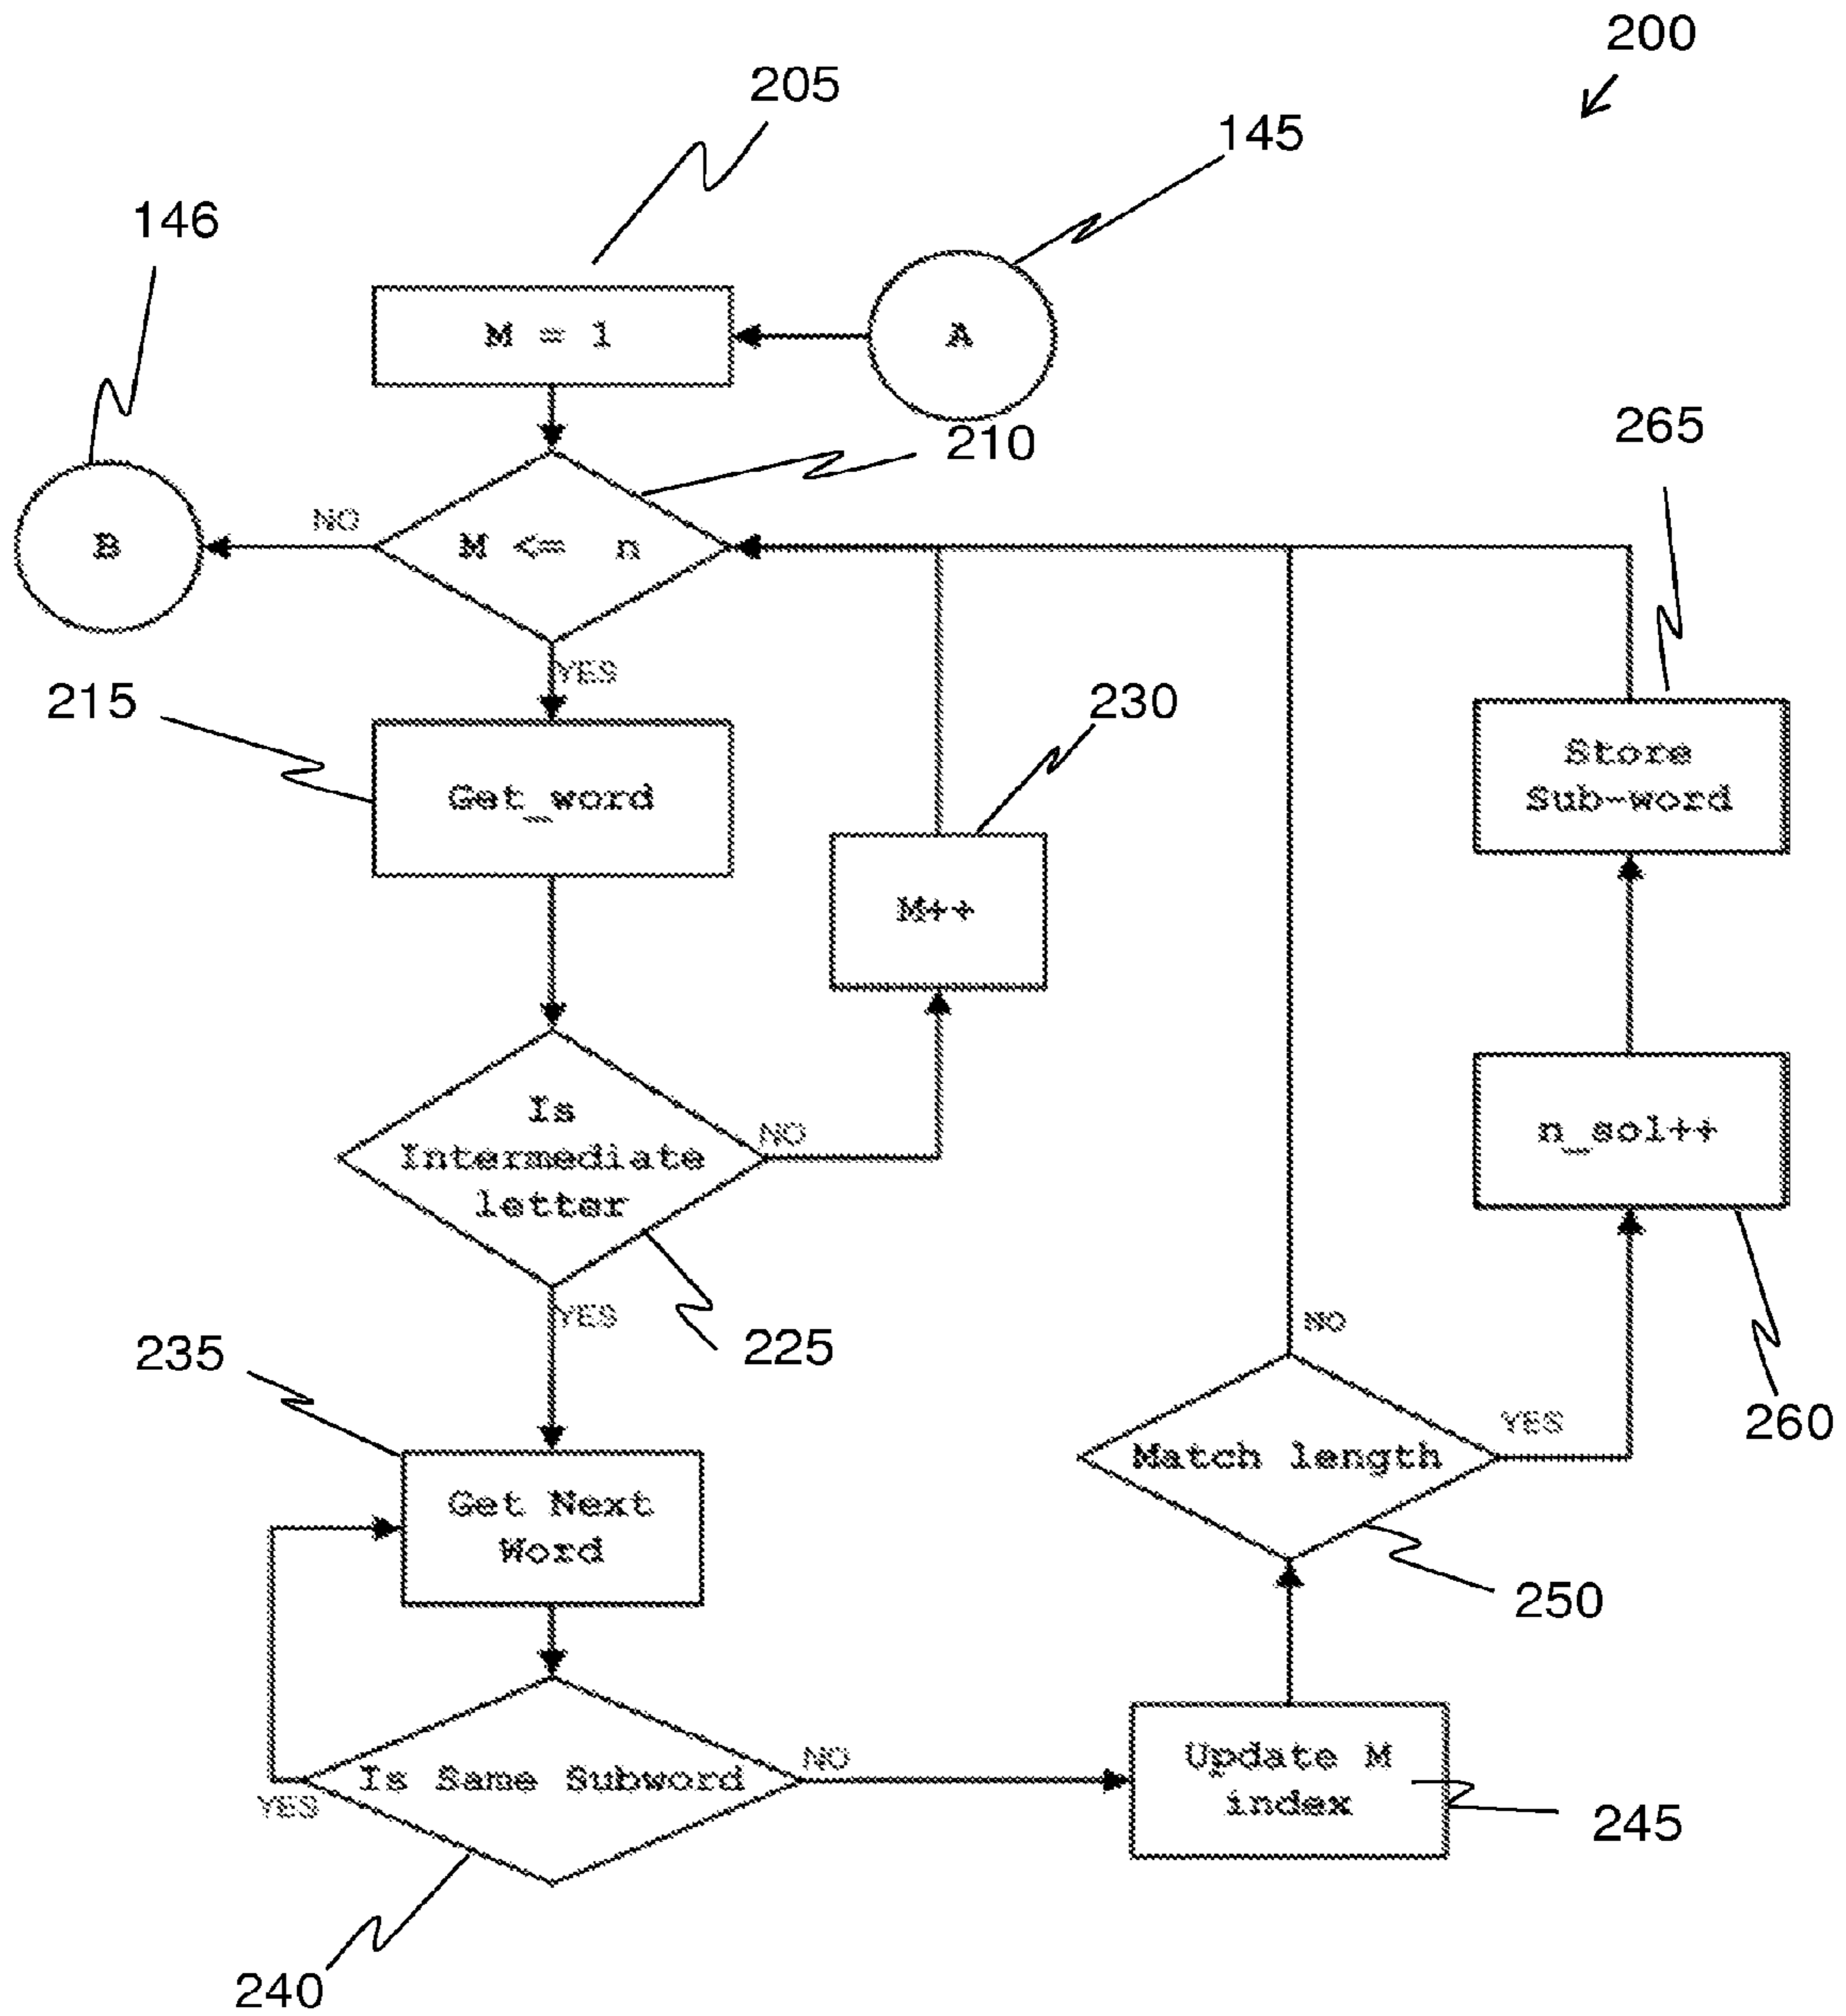 200
205
145
146
M = 1
A
210
265
NO
B
M <= n
YES
215
230
Store
Sub-word
Get_word
M++
Is
Intermediate
letter
NO
n_sol++
YES
225
235
NO
260
YES
Match length
Get Next
Word
250
Is Same Subword
YES
NO
Update M
index
245
240